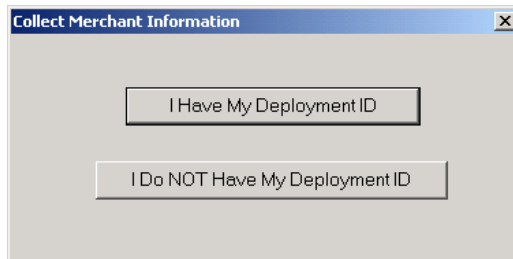 Collect Merchant Information
I Have My Deployment ID
I Do NOT Have My Deployment ID